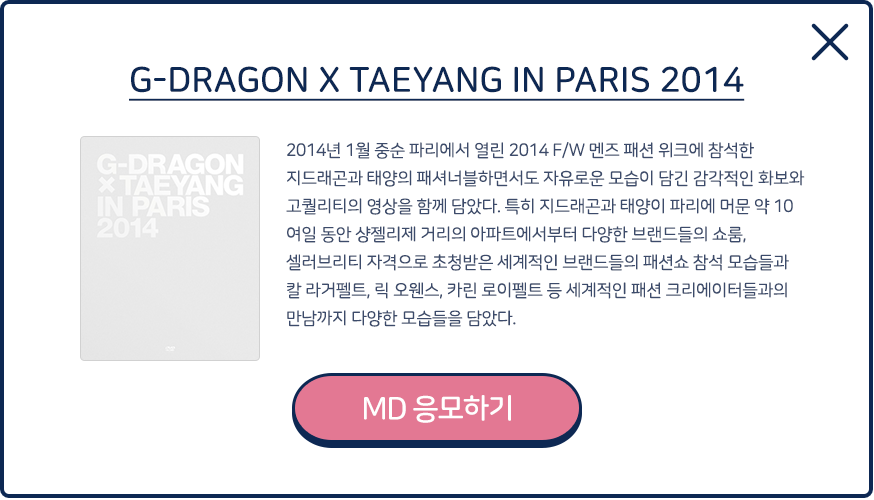 G-DRAGON X TAEYANG IN PARIS 2014
G-DRAGON
× TAEYANG
IN PARIS
2014
2014년 1월 중순 파리에서 열린 2014 F/W 멘즈 패션 위크에 참석한
지드래곤과 태양의 패셔너블하면서도 자유로운 모습이 담긴 감각적인 화보와
고퀄리티의 영상을 함께 담았다. 특히 지드래곤과 태양이 파리에 머문 약 10
여일 동안 샹젤리제 거리의 아파트에서부터 다양한 브랜드들의 쇼룸,
셀러브리티 자격으로 초청받은 세계적인 브랜드들의 패션쇼 참석 모습들과
칼 라거펠트, 릭 오웬스, 카린 로이펠트 등 세계적인 패션 크리에이터들과의
만남까지 다양한 모습들을 담았다.
MD 응모하기